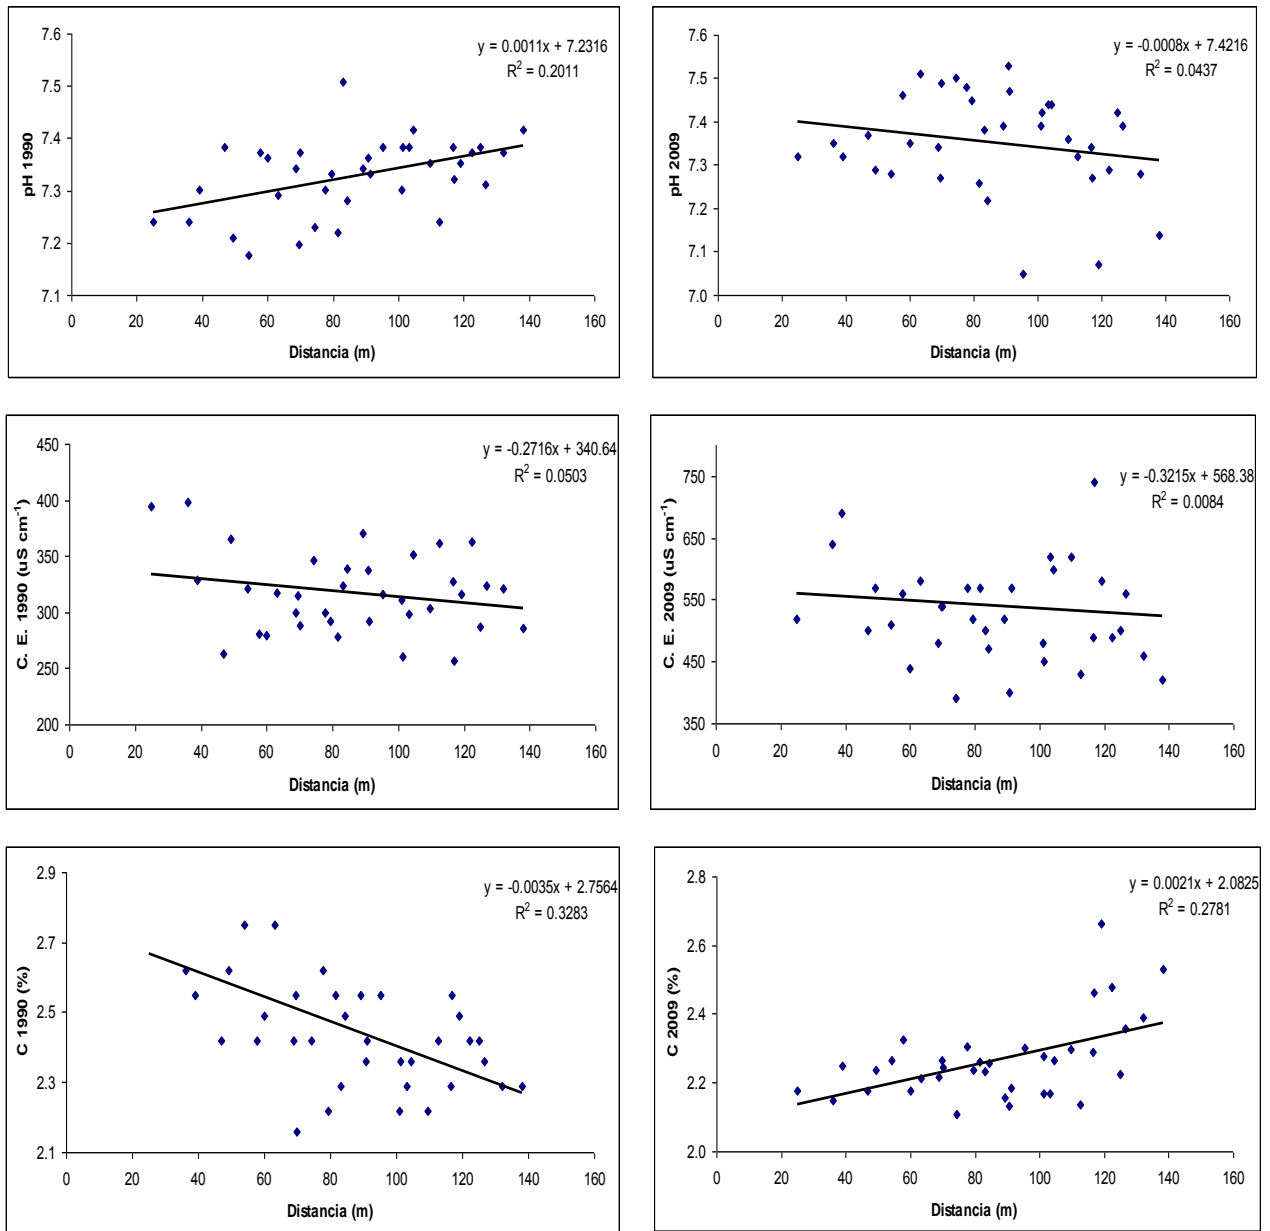 y = 0.0011x + 7.2316
R² = 0.2011
pH 1990
7.6
7.5
7.4
7.3
7.2
7.1
0 20 40 60 80 100 120 140 160
Distancia (m)
y = -0.0008x + 7.4216
R² = 0.0437
pH 2009
7.6
7.5
7.4
7.3
7.2
7.1
7.0
0 20 40 60 80 100 120 140 160
Distancia (m)
y = -0.2716x + 340.64
R² = 0.0503
C. E. 1990 (uS cm⁻¹)
450
400
350
300
250
200
0 20 40 60 80 100 120 140 160
Distancia (m)
y = -0.3215x + 568.38
R² = 0.0084
C. E. 2009 (uS cm⁻¹)
750
650
550
450
350
0 20 40 60 80 100 120 140 160
Distancia (m)
y = -0.0035x + 2.7564
R² = 0.3283
C 1990 (%)
2.9
2.7
2.5
2.3
2.1
0 20 40 60 80 100 120 140 160
Distancia (m)
y = 0.0021x + 2.0825
R² = 0.2781
C 2009 (%)
2.8
2.6
2.4
2.2
2.0
0 20 40 60 80 100 120 140 160
Distancia (m)